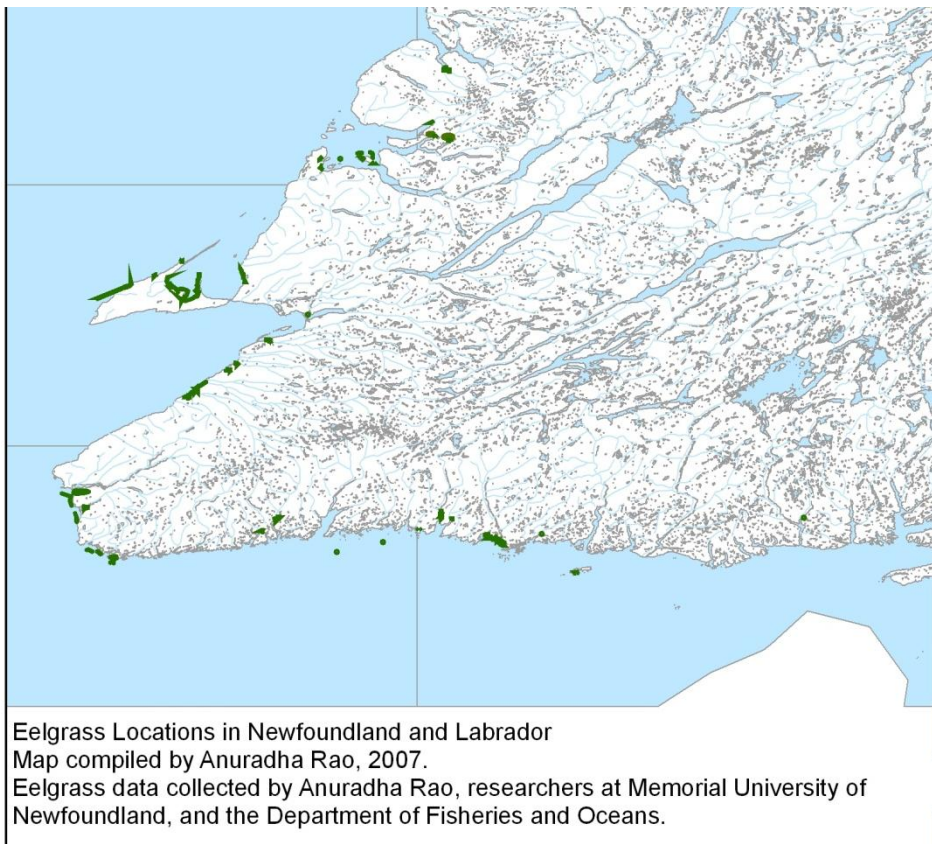 Eelgrass Locations in Newfoundland and Labrador
Map compiled by Anuradha Rao, 2007.
Eelgrass data collected by Anuradha Rao, researchers at Memorial University of
Newfoundland, and the Department of Fisheries and Oceans.